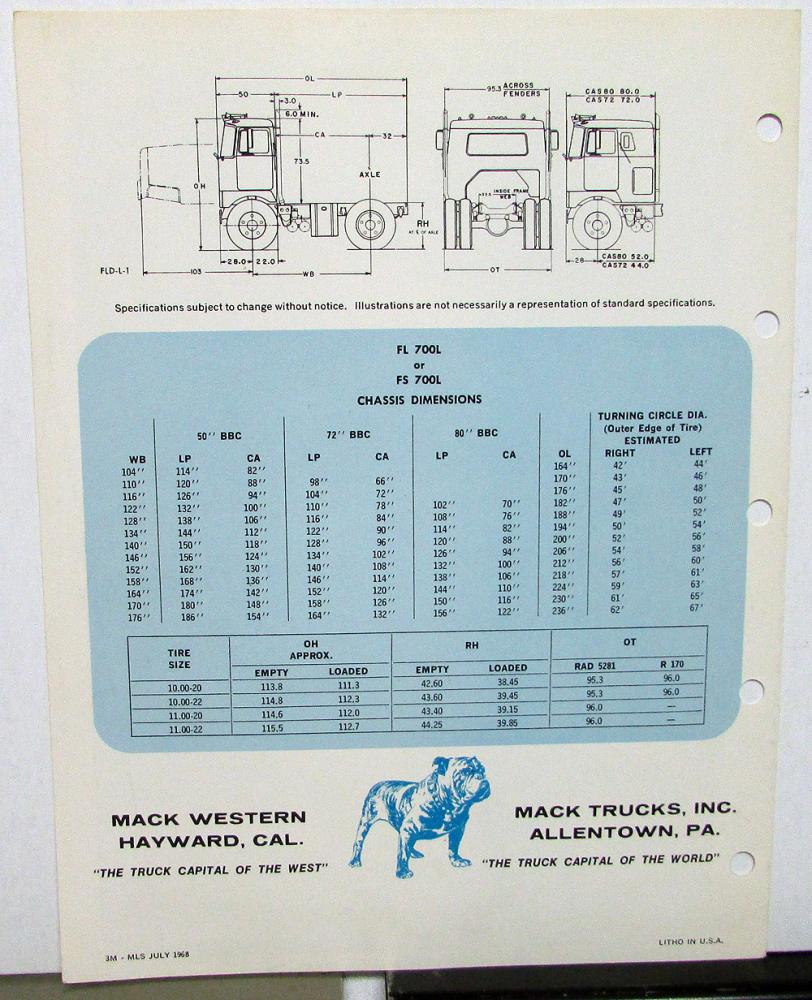 OL
50
LP
3.0
6.0 MIN.
CA
32
73.5
OH
AXLE
RH
AT ℄ OF AXLE
28.0
22.0
FLD-L-1
103
WB
95.3 ACROSS FENDERS
INSIDE FRAME
WEB
OT
CAS80 80.0
CAS72 72.0
28
CAS80 52.0
CAS72 44.0
Specifications subject to change without notice. Illustrations are not necessarily a representation of standard specifications.
FL 700L
or
FS 700L
CHASSIS DIMENSIONS
TURNING CIRCLE DIA.
(Outer Edge of Tire)
ESTIMATED
50'' BBC 72'' BBC 80'' BBC
WB LP CA LP CA LP CA OL RIGHT LEFT
104'' 114'' 82'' 164'' 42' 44'
110'' 120'' 88'' 98'' 66'' 170'' 43' 46'
116'' 126'' 94'' 104'' 72'' 176'' 45' 48'
122'' 132'' 100'' 110'' 78'' 102'' 70'' 182'' 47' 50'
128'' 138'' 106'' 116'' 84'' 108'' 76'' 188'' 49' 52'
134'' 144'' 112'' 122'' 90'' 114'' 82'' 194'' 50' 54'
140'' 150'' 118'' 128'' 96'' 120'' 88'' 200'' 52' 56'
146'' 156'' 124'' 134'' 102'' 126'' 94'' 206'' 54' 58'
152'' 162'' 130'' 140'' 108'' 132'' 100'' 212'' 56' 60'
158'' 168'' 136'' 146'' 114'' 138'' 106'' 218'' 57' 61'
164'' 174'' 142'' 152'' 120'' 144'' 110'' 224'' 59' 63'
170'' 180'' 148'' 158'' 126'' 150'' 116'' 230'' 61' 65'
176'' 186'' 154'' 164'' 132'' 156'' 122'' 236'' 62' 67'
TIRE
SIZE
OH
APPROX.
RH
OT
EMPTY LOADED EMPTY LOADED RAD 5281 R 170
10.00-20 113.8 111.3 42.60 38.45 95.3 96.0
10.00-22 114.8 112.3 43.60 39.45 95.3 96.0
11.00-20 114.6 112.0 43.40 39.15 96.0 —
11.00-22 115.5 112.7 44.25 39.85 96.0 —
MACK WESTERN
HAYWARD, CAL.
"THE TRUCK CAPITAL OF THE WEST"
MACK TRUCKS, INC.
ALLENTOWN, PA.
"THE TRUCK CAPITAL OF THE WORLD"
3M - MLS JULY 1968
LITHO IN U.S.A.